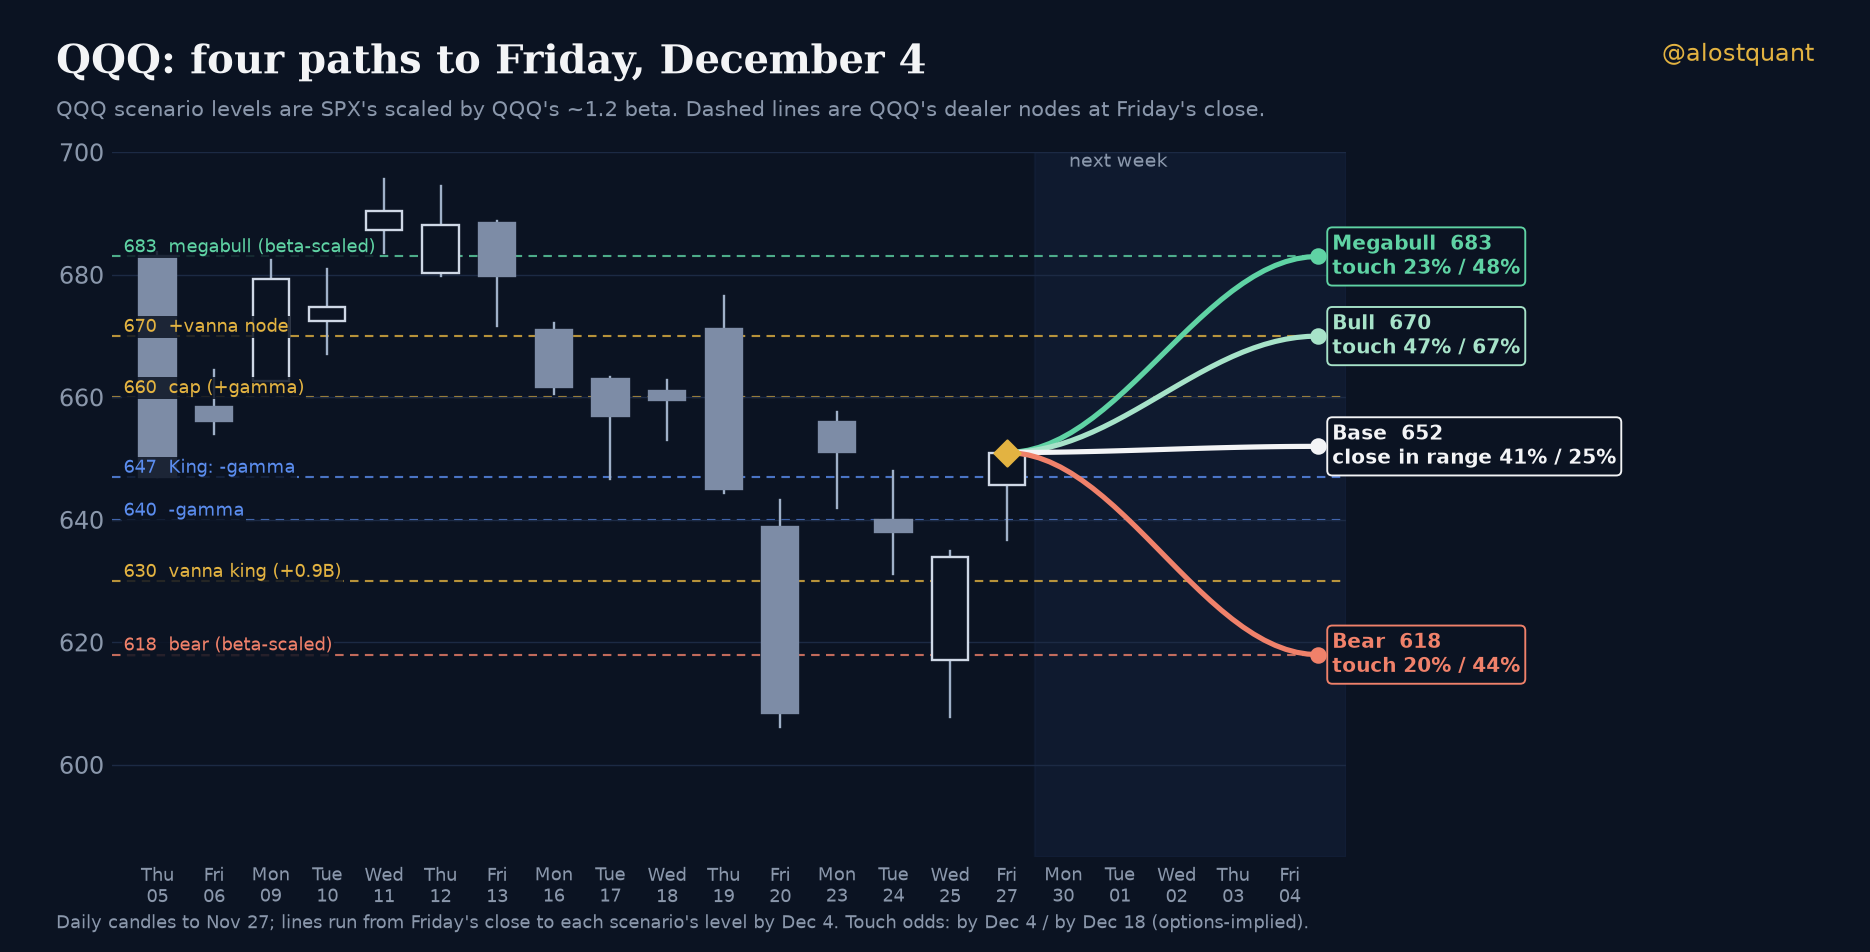 QQQ: four paths to Friday, December 4
@alostquant
QQQ scenario levels are SPX's scaled by QQQ's ~1.2 beta. Dashed lines are QQQ's dealer nodes at Friday's close.
700
next week
683 megabull (beta-scaled)
Megabull 683
touch 23% / 48%
680
670 +vanna node
Bull 670
touch 47% / 67%
660 cap (+gamma)
660
Base 652
close in range 41% / 25%
647 King: -gamma
640 -gamma
640
630 vanna king (+0.9B)
618 bear (beta-scaled)
620
Bear 618
touch 20% / 44%
600
Thu Fri Mon Tue Wed Thu Fri Mon Tue Wed Thu Fri Mon Tue Wed Fri Mon Tue Wed Thu Fri
05 06 09 10 11 12 13 16 17 18 19 20 23 24 25 27 30 01 02 03 04
Daily candles to Nov 27; lines run from Friday's close to each scenario's level by Dec 4. Touch odds: by Dec 4 / by Dec 18 (options-implied).